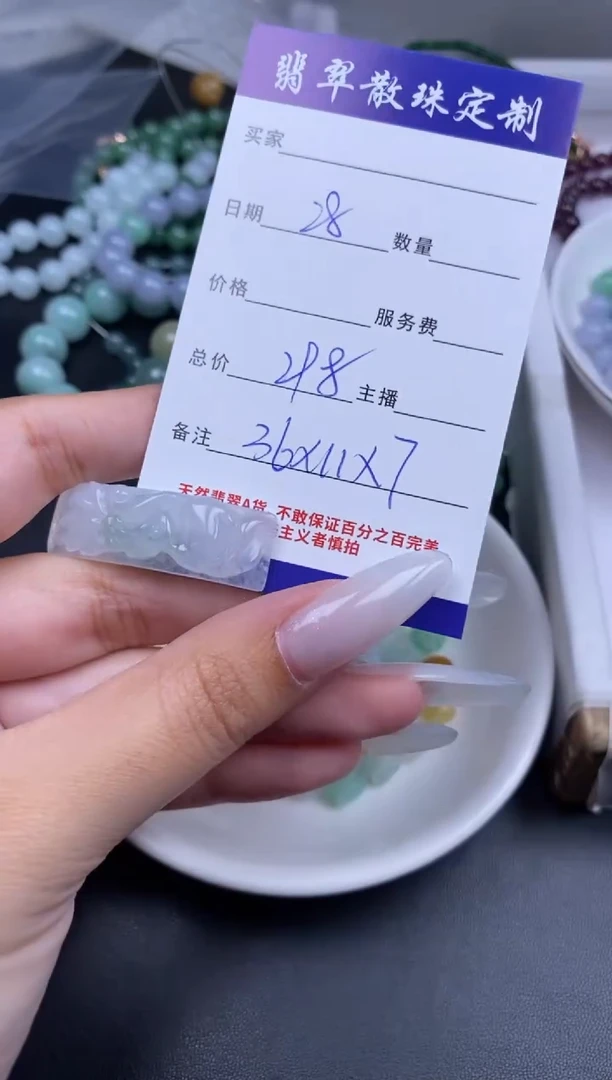 翡翠散珠定制
买家
日期 28 数量
价格 服务费
总价 48 主播
备注 36x11x7
天然翡翠A货 不敢保证百分之百完美
主义者慎拍